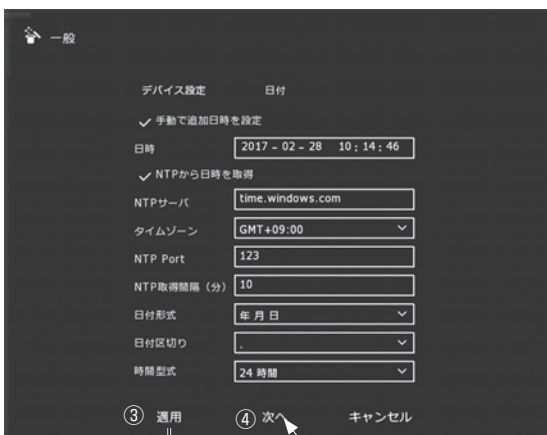 一般
デバイス設定 日付
手動で追加日時を設定
日時 2017 - 02 - 28 10 : 14 : 46
NTPから日時を取得
NTPサーバ time.windows.com
タイムゾーン GMT+09:00
NTP Port 123
NTP取得間隔（分） 10
日付形式 年 月 日
日付区切り .
時間型式 24 時間
③ 適用 ④ 次へ キャンセル